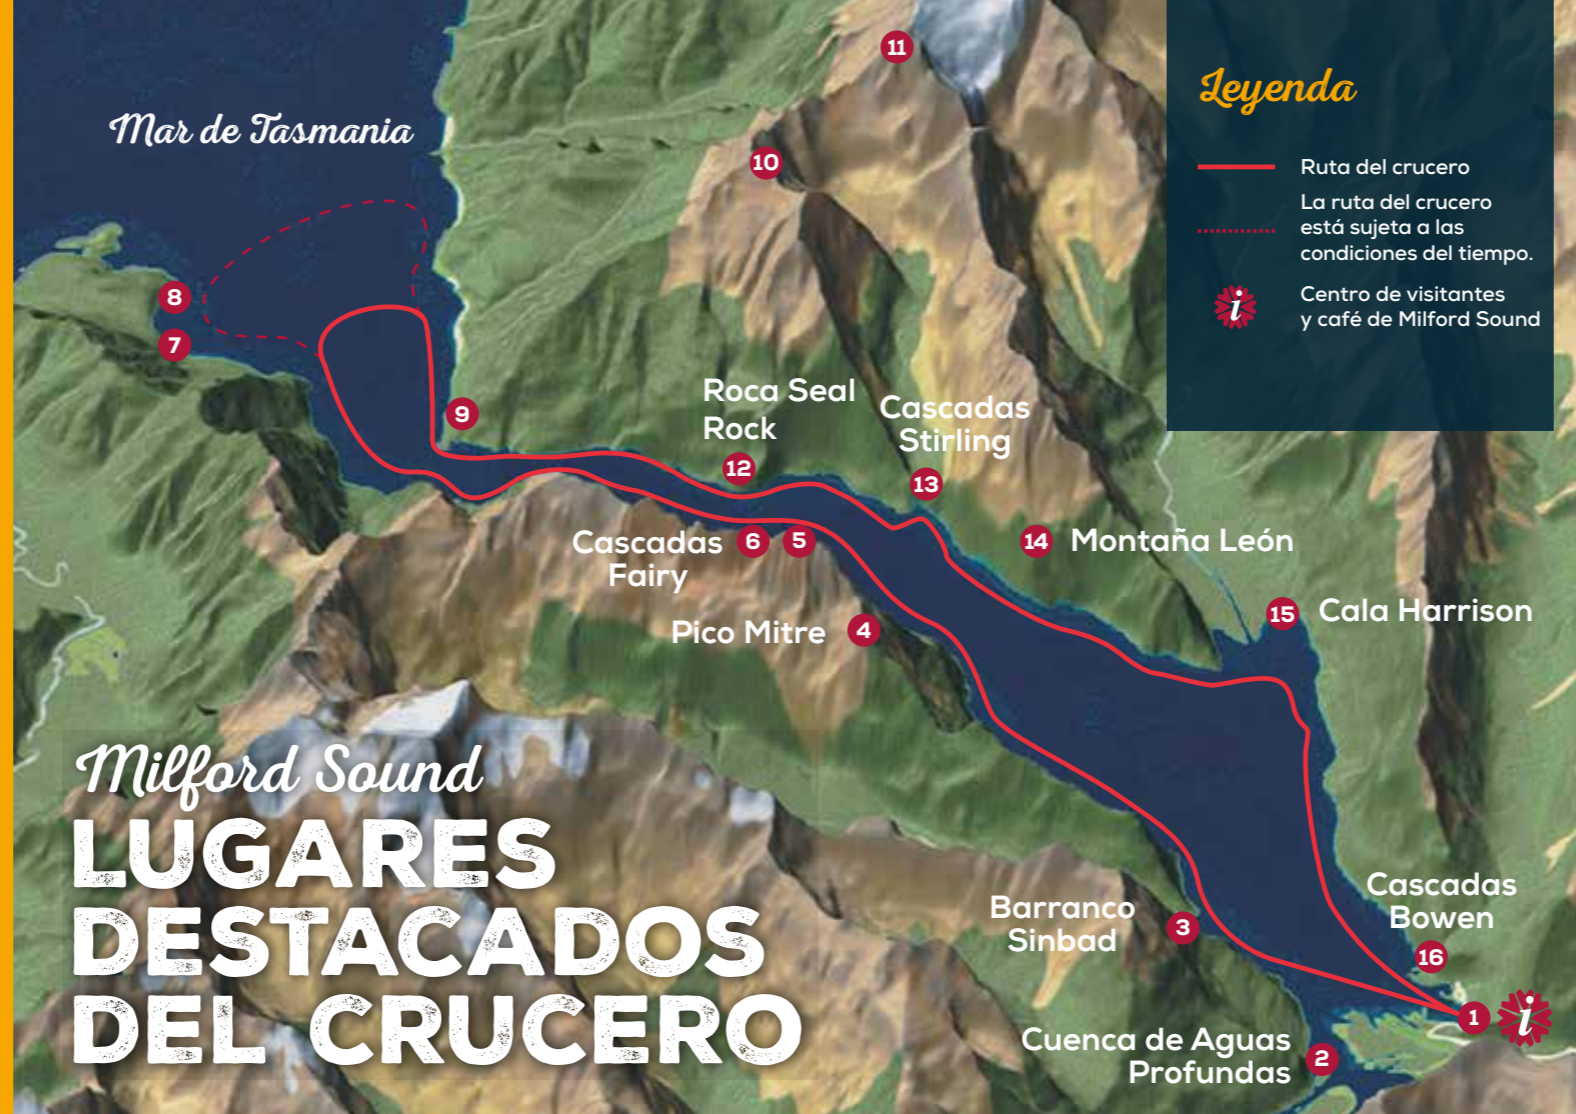 Mar de Tasmania
11
10
8
7
9
Leyenda
Ruta del crucero
La ruta del crucero
está sujeta a las
condiciones del tiempo.
i
Centro de visitantes
y café de Milford Sound
Roca Seal
Rock
12
Cascadas
Stirling
13
Cascadas
Fairy
6
5
14
Montaña León
Pico Mitre
4
15
Cala Harrison
Milford Sound
LUGARES
DESTACADOS
DEL CRUCERO
Barranco
Sinbad
3
Cascadas
Bowen
16
1
i
Cuenca de Aguas
Profundas
2